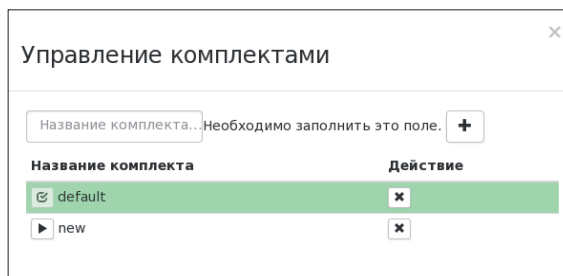 Управление комплектами
Название комплекта... Необходимо заполнить это поле.
Название комплекта Действие
default
new